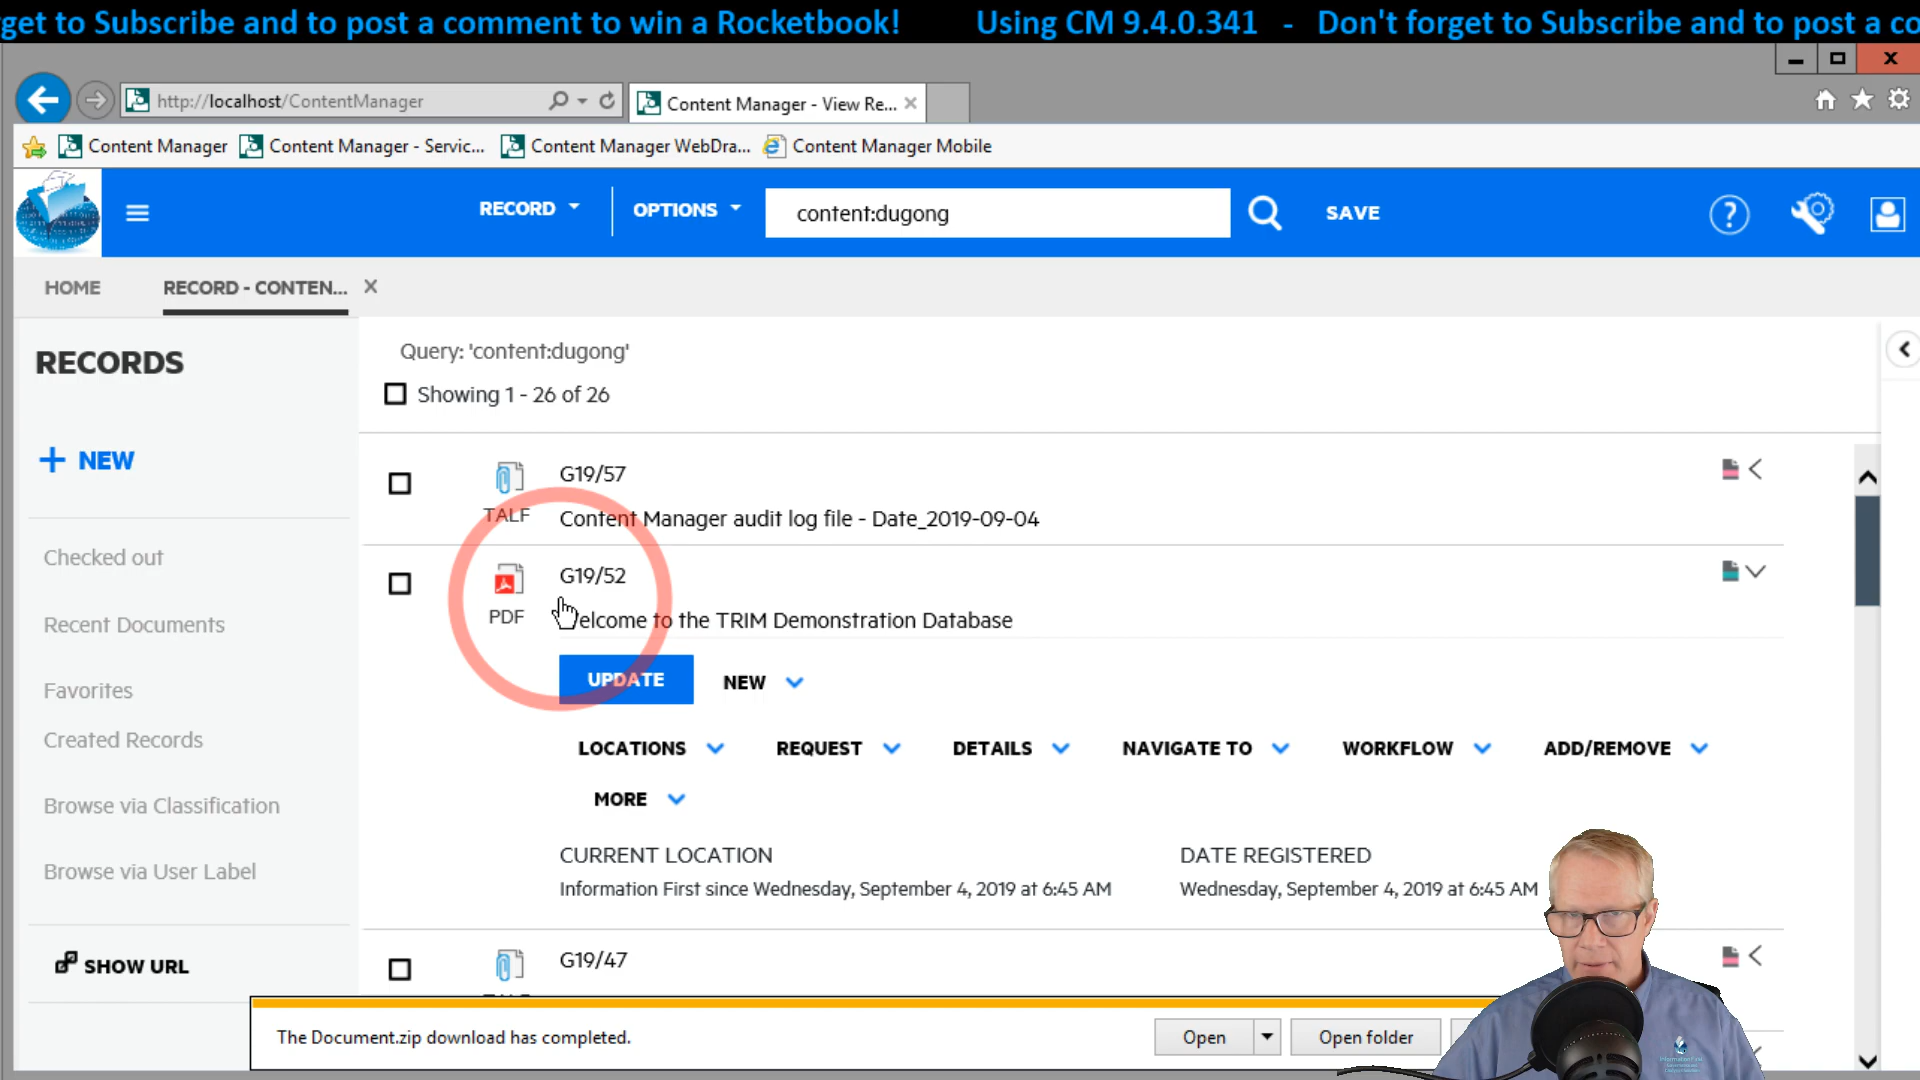 get to Subscribe and to post a comment to win a Rocketbook! Using CM 9.4.0.341 - Don't forget to Subscribe and to post a co
http://localhost/ContentManager
Content Manager - View Re...
Content Manager
Content Manager - Servic...
Content Manager WebDra...
Content Manager Mobile
RECORD
OPTIONS
content:dugong
SAVE
HOME
RECORD - CONTEN...
RECORDS
NEW
Checked out
Recent Documents
Favorites
Created Records
Browse via Classification
Browse via User Label
SHOW URL
Query: 'content:dugong'
Showing 1 - 26 of 26
G19/57
TALF
Content Manager audit log file - Date_2019-09-04
G19/52
PDF
elcome to the TRIM Demonstration Database
UPDATE
NEW
LOCATIONS
REQUEST
DETAILS
NAVIGATE TO
WORKFLOW
ADD/REMOVE
MORE
CURRENT LOCATION
Information First since Wednesday, September 4, 2019 at 6:45 AM
DATE REGISTERED
Wednesday, September 4, 2019 at 6:45 AM
G19/47
The Document.zip download has completed.
Open
Open folder